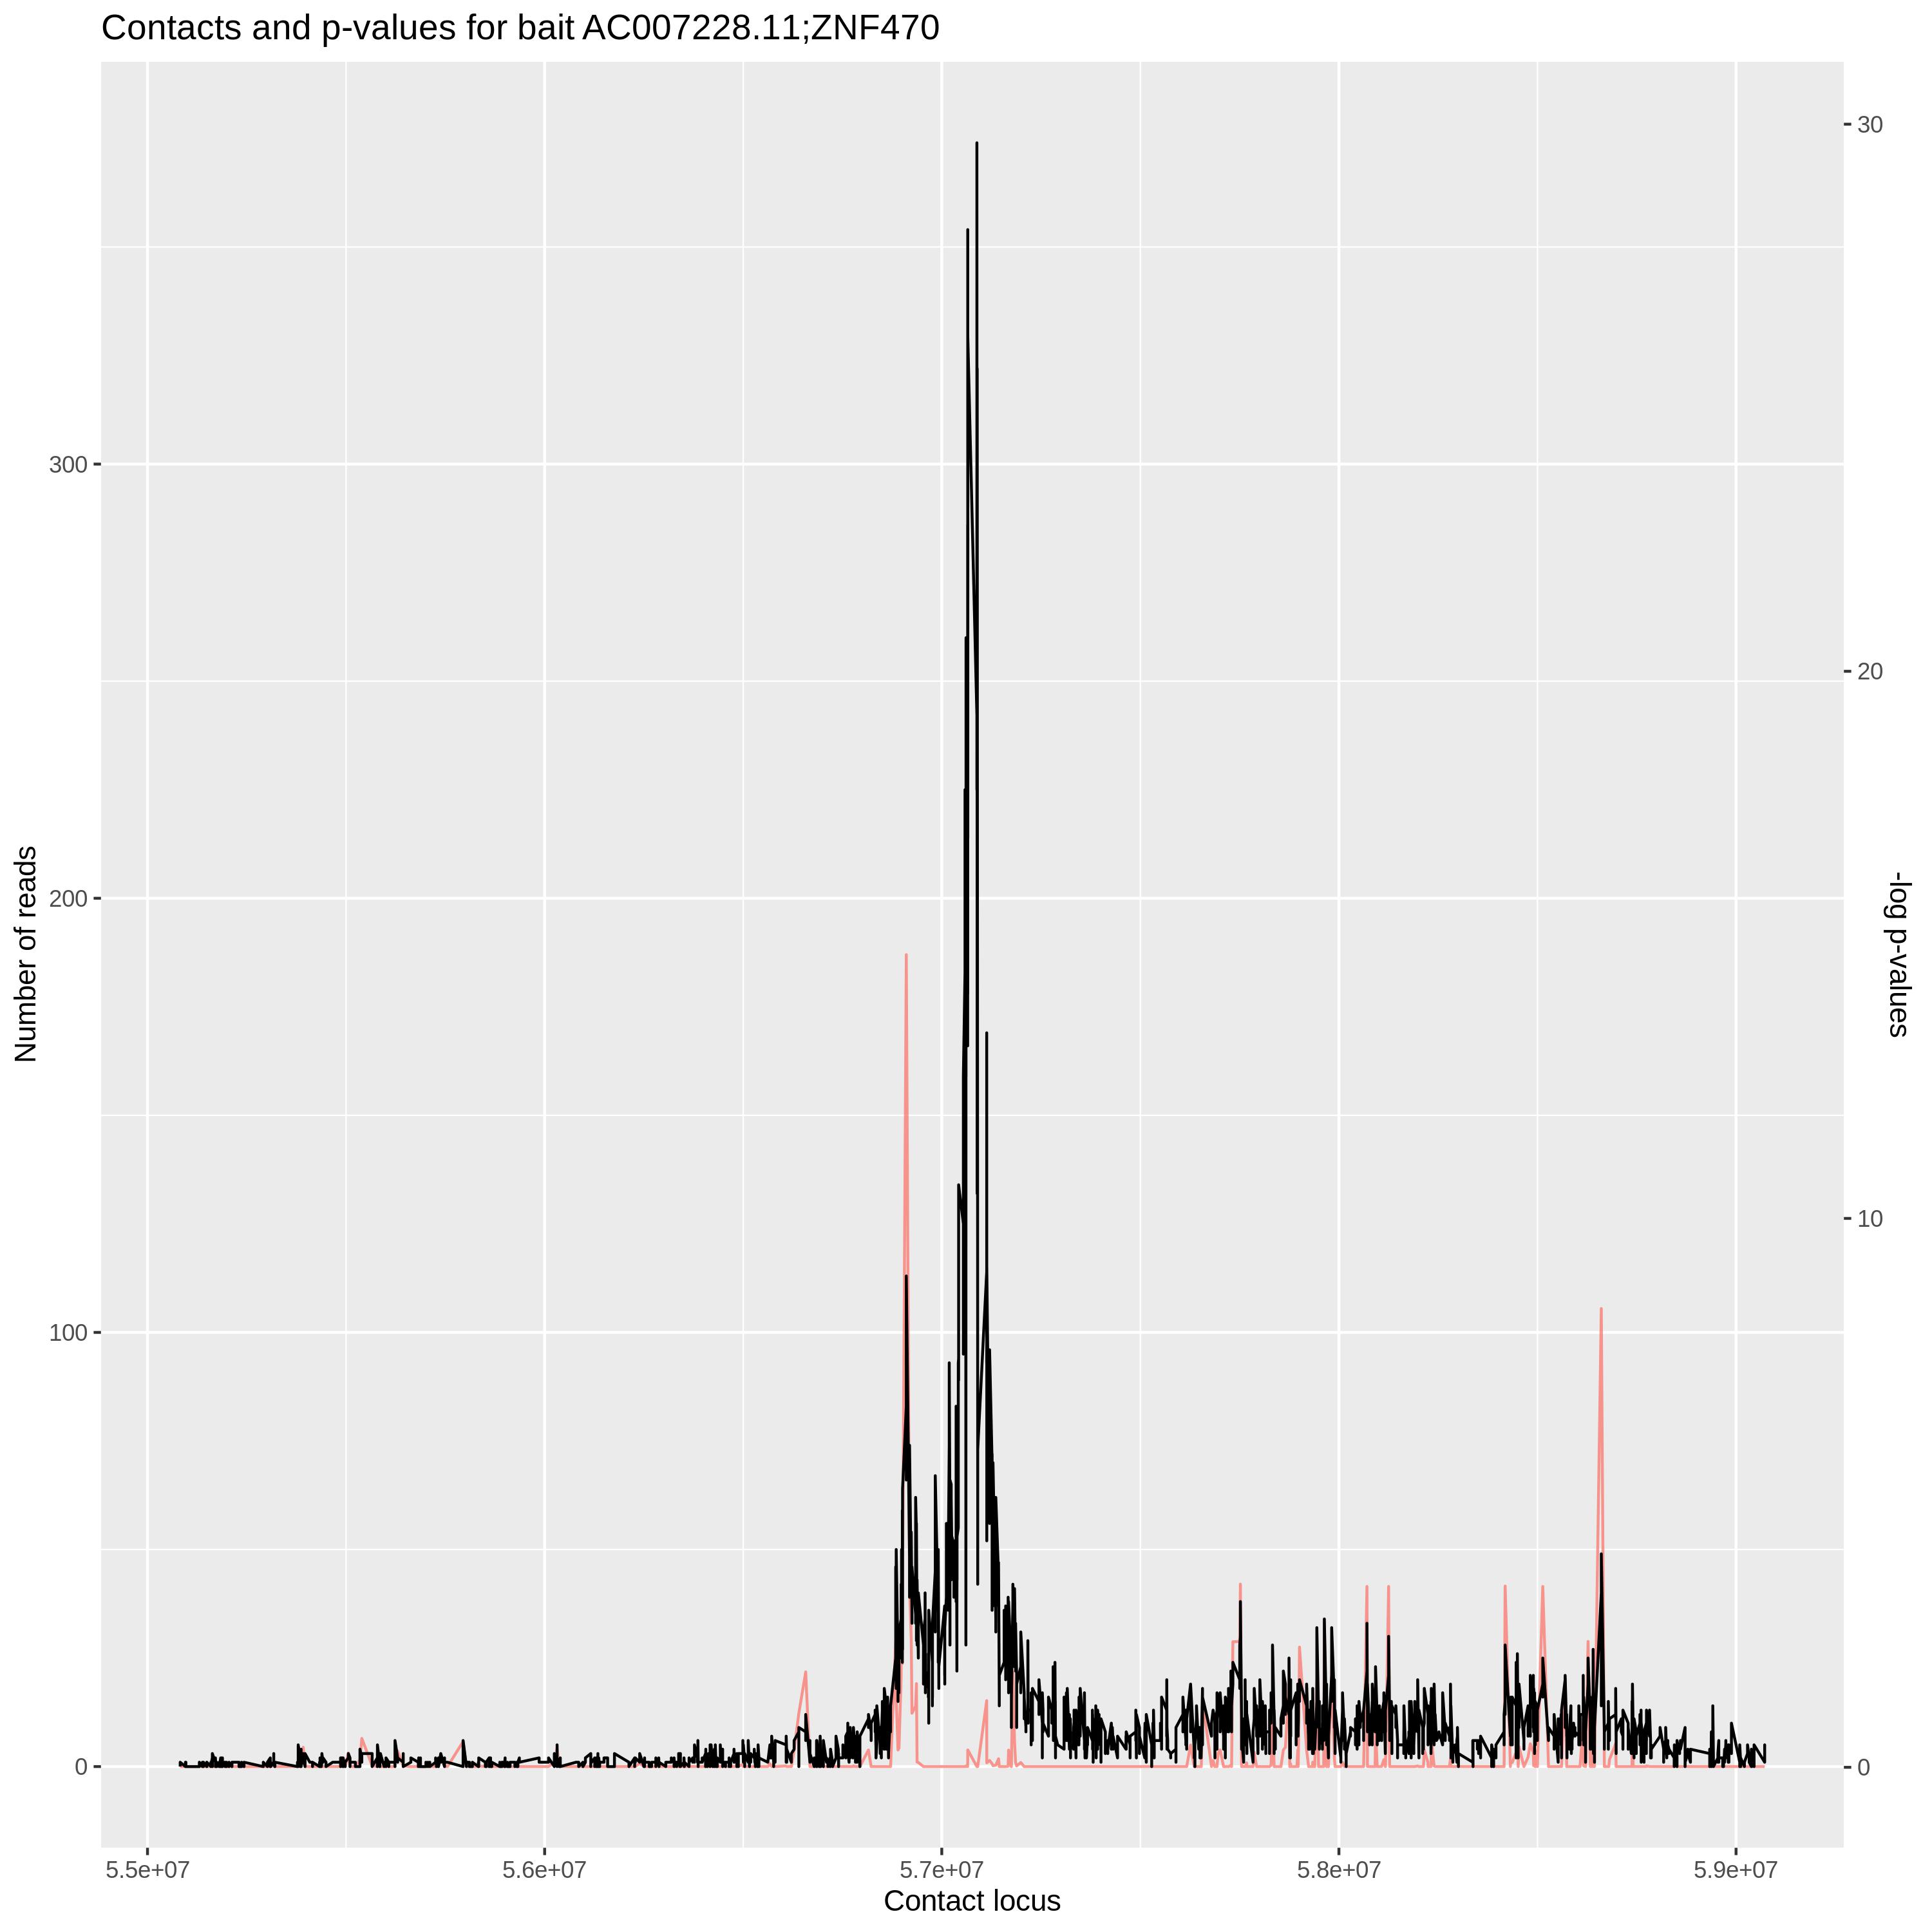 Contacts and p-values for bait AC007228.11;ZNF470
Number of reads
300
200
100
0
30
20
10
0
-log p-values
5.5e+07
5.6e+07
5.7e+07
5.8e+07
5.9e+07
Contact locus